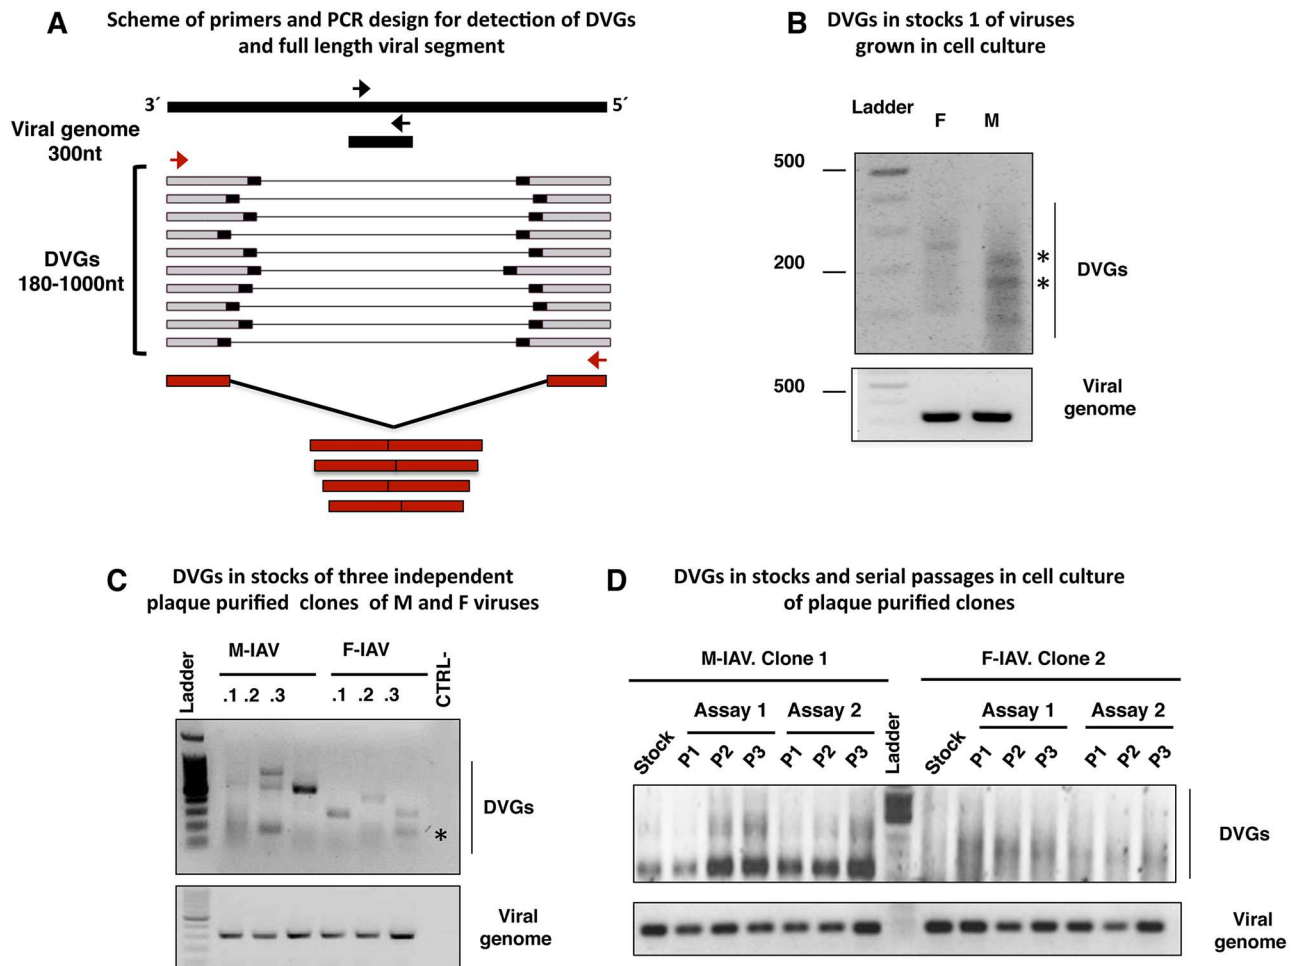 A
Scheme of primers and PCR design for detection of DVGs
and full length viral segment
3´
5´
Viral genome
300nt
DVGs
180-1000nt
B
DVGs in stocks 1 of viruses
grown in cell culture
Ladder
F
M
500
200
*
*
DVGs
500
Viral
genome
C
DVGs in stocks of three independent
plaque purified clones of M and F viruses
Ladder
M-IAV
F-IAV
CTRL-
.1 .2 .3
.1 .2 .3
DVGs
*
Viral
genome
D
DVGs in stocks and serial passages in cell culture
of plaque purified clones
M-IAV. Clone 1
F-IAV. Clone 2
Assay 1
Assay 2
Assay 1
Assay 2
Stock
P1
P2
P3
P1
P2
P3
Ladder
Stock
P1
P2
P3
P1
P2
P3
DVGs
Viral
genome